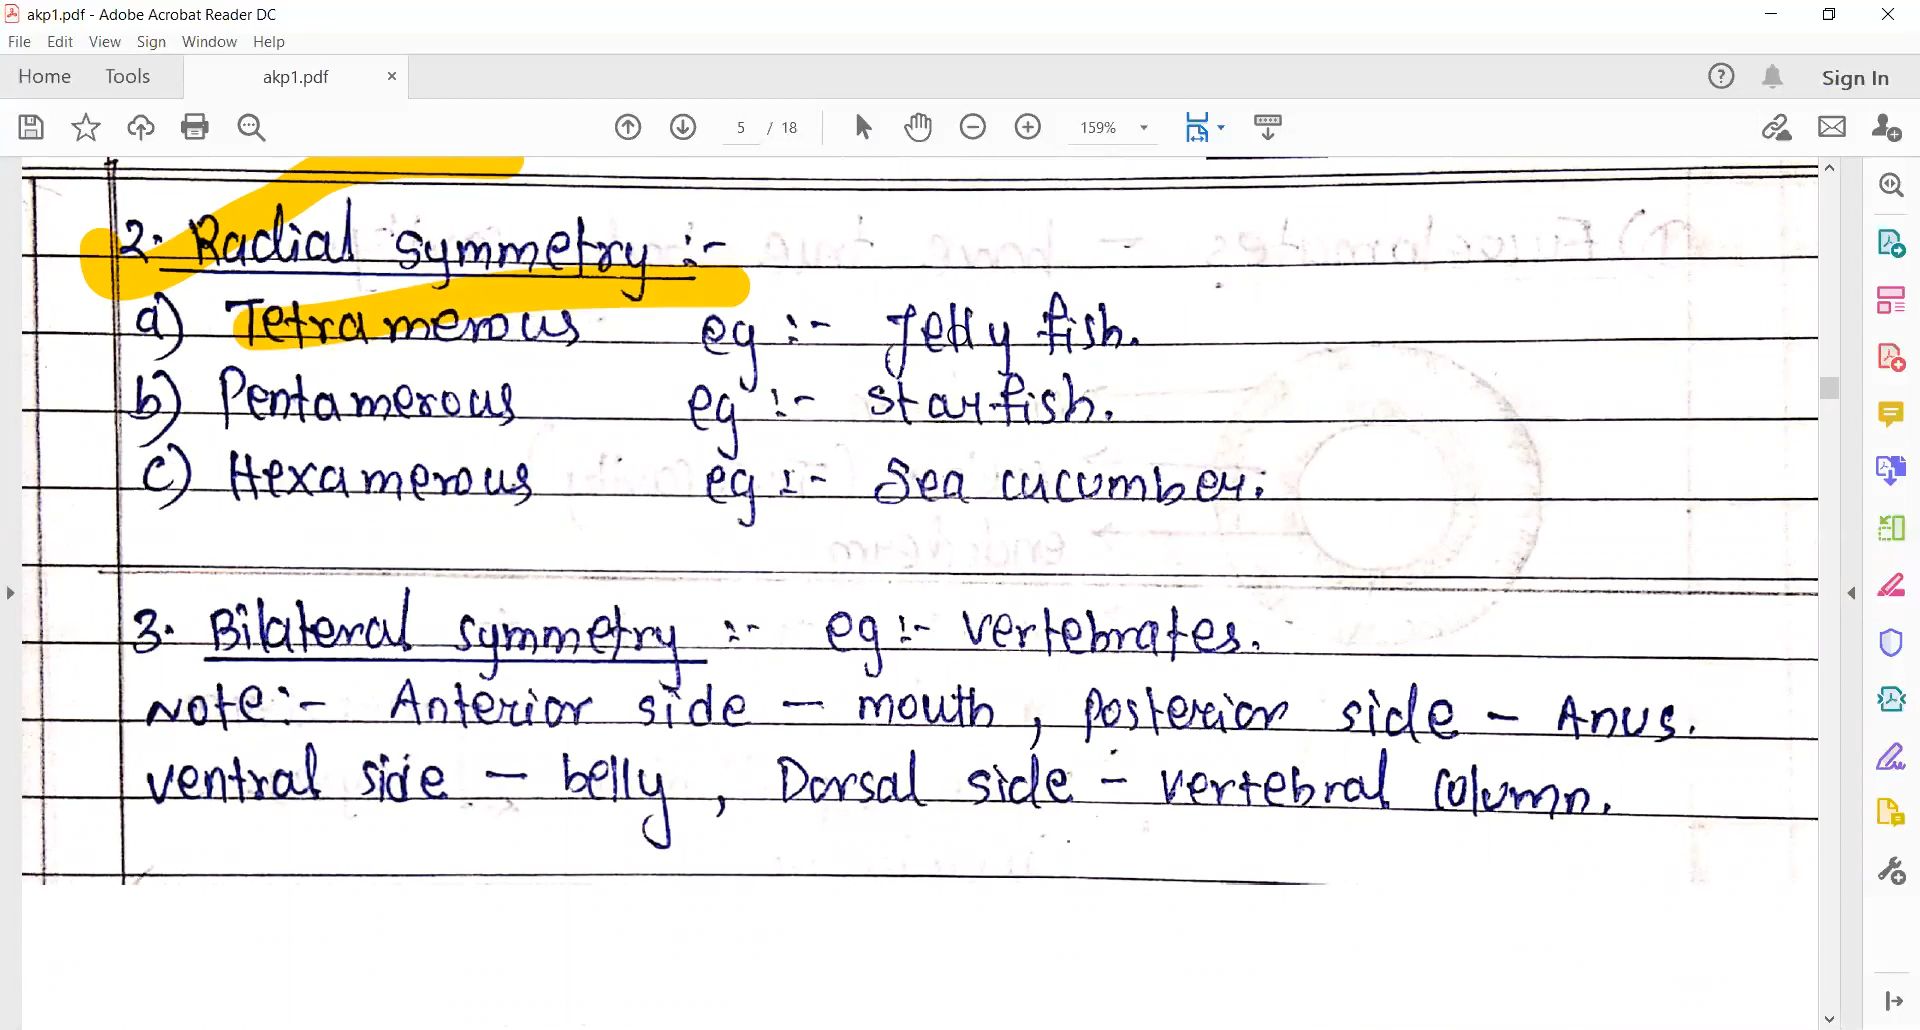 akp1.pdf - Adobe Acrobat Reader DC
File Edit View Sign Window Help
Home Tools akp1.pdf Sign In
5 / 18 159%
2. Radial symmetry :-
a) Tetramerous eg :- Jelly fish.
b) Pentamerous eg :- starfish.
c) Hexamerous eg :- Sea cucumber.
3. Bilateral symmetry :- eg :- vertebrates.
Note :- Anterior side - mouth, posterior side - Anus.
ventral side - belly, Dorsal side - vertebral column.